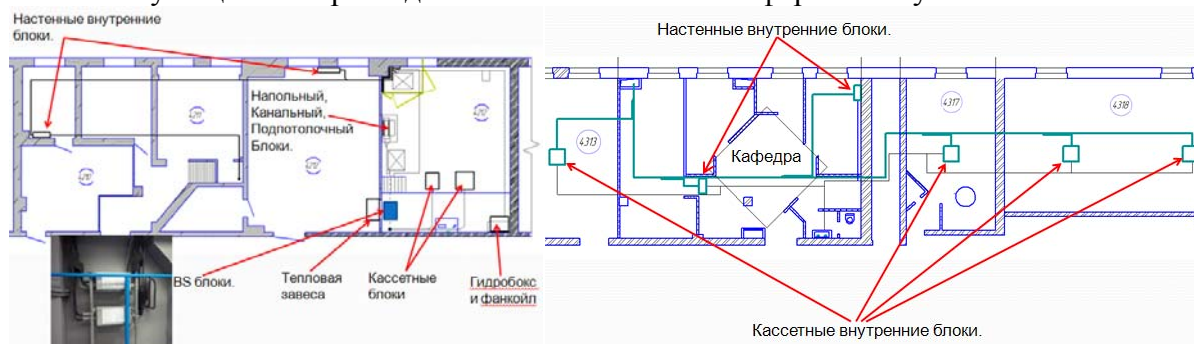 Настенные внутренние
блоки.
Напольный,
Канальный,
Подпотолочный
Блоки.
BS блоки.
Тепловая
завеса
Кассетные
блоки
Гидробокс
и фанкойл
Настенные внутренние блоки.
4313
Кафедра
4317
4318
Кассетные внутренние блоки.